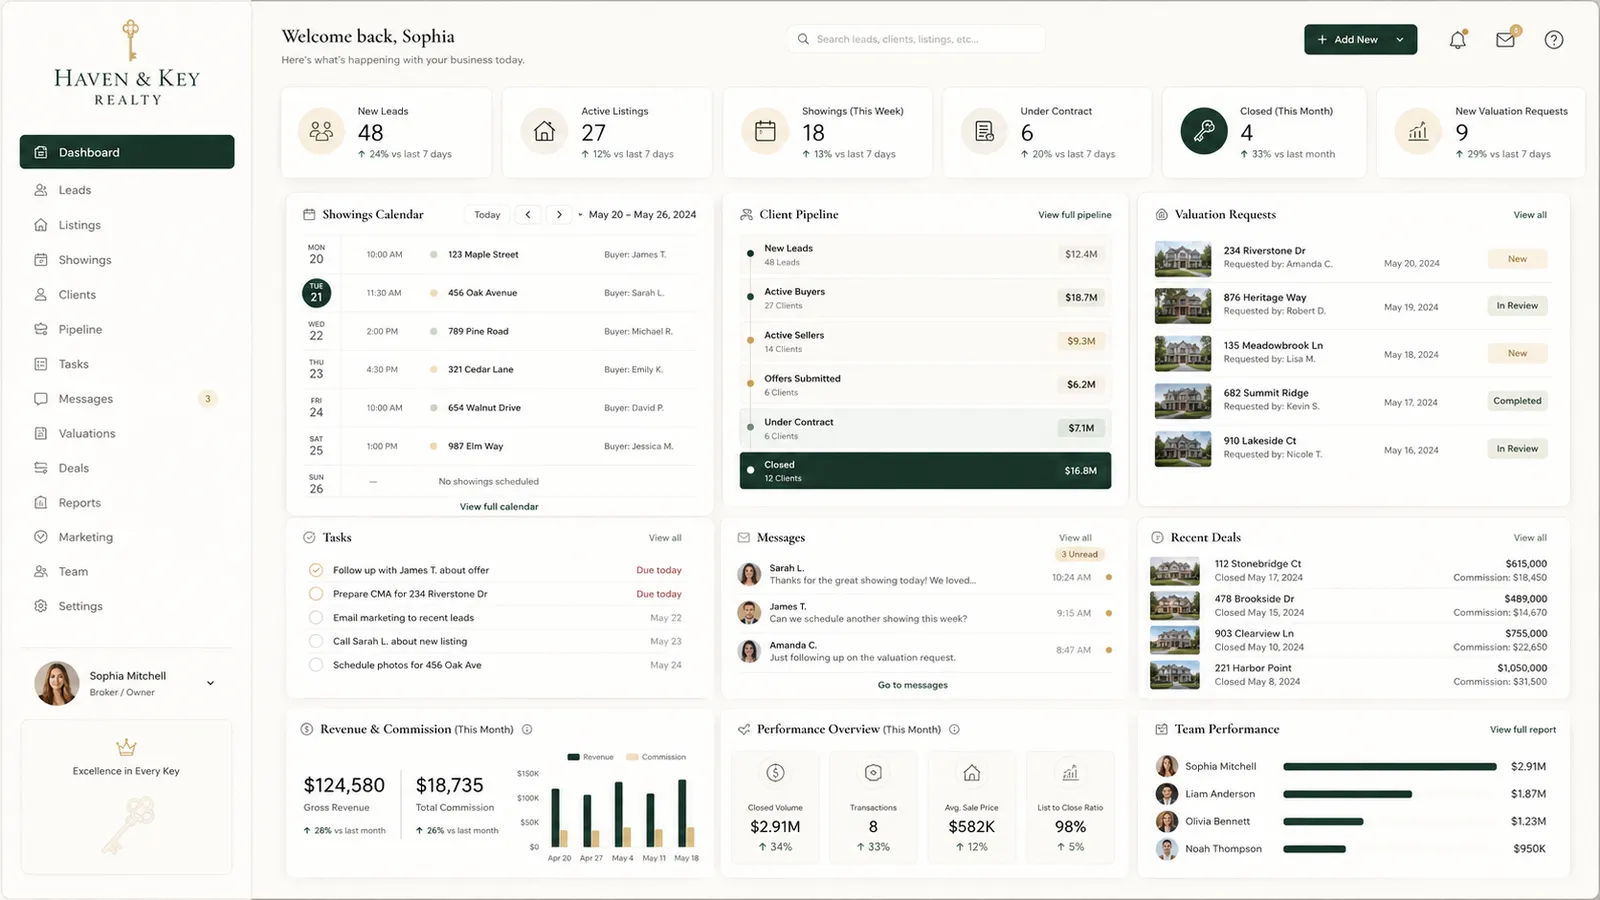 HAVEN & KEY
REALTY
Dashboard
Leads
Listings
Showings
Clients
Pipeline
Tasks
Messages 3
Valuations
Deals
Reports
Marketing
Team
Settings
Sophia Mitchell
Broker / Owner
Excellence in Every Key
Welcome back, Sophia
Here's what's happening with your business today.
Search leads, clients, listings, etc...
+ Add New
New Leads
48
↑ 24% vs last 7 days
Active Listings
27
↑ 12% vs last 7 days
Showings (This Week)
18
↑ 13% vs last 7 days
Under Contract
6
↑ 20% vs last 7 days
Closed (This Month)
4
↑ 33% vs last month
New Valuation Requests
9
↑ 29% vs last 7 days
Showings Calendar Today < > May 20 – May 26, 2024
MON 20 10:00 AM 123 Maple Street Buyer: James T.
TUE 21 11:30 AM 456 Oak Avenue Buyer: Sarah L.
WED 22 2:00 PM 789 Pine Road Buyer: Michael R.
THU 23 4:30 PM 321 Cedar Lane Buyer: Emily K.
FRI 24 10:00 AM 654 Walnut Drive Buyer: David P.
SAT 25 1:00 PM 987 Elm Way Buyer: Jessica M.
SUN 26 — No showings scheduled
View full calendar
Client Pipeline View full pipeline
New Leads
48 Leads
$12.4M
Active Buyers
27 Clients
$18.7M
Active Sellers
14 Clients
$9.3M
Offers Submitted
6 Clients
$6.2M
Under Contract
6 Clients
$7.1M
Closed
12 Clients
$16.8M
Valuation Requests View all
234 Riverstone Dr
Requested by: Amanda C. May 20, 2024 New
876 Heritage Way
Requested by: Robert D. May 19, 2024 In Review
135 Meadowbrook Ln
Requested by: Lisa M. May 18, 2024 New
682 Summit Ridge
Requested by: Kevin S. May 17, 2024 Completed
910 Lakeside Ct
Requested by: Nicole T. May 16, 2024 In Review
Tasks View all
Follow up with James T. about offer Due today
Prepare CMA for 234 Riverstone Dr Due today
Email marketing to recent leads May 22
Call Sarah L. about new listing May 23
Schedule photos for 456 Oak Ave May 24
Messages View all
3 Unread
Sarah L.
Thanks for the great showing today! We loved... 10:24 AM
James T.
Can we schedule another showing this week? 9:15 AM
Amanda C.
Just following up on the valuation request. 8:47 AM
Go to messages
Recent Deals View all
112 Stonebridge Ct $615,000
Closed May 17, 2024 Commission: $18,450
478 Brookside Dr $489,000
Closed May 15, 2024 Commission: $14,670
903 Clearview Ln $755,000
Closed May 10, 2024 Commission: $22,650
221 Harbor Point $1,050,000
Closed May 8, 2024 Commission: $31,500
Revenue & Commission (This Month)
$124,580
Gross Revenue
↑ 28% vs last month
$18,735
Total Commission
↑ 26% vs last month
Revenue Commission
$150K
$100K
$50K
$0
Apr 20 Apr 27 May 4 May 11 May 18
Performance Overview (This Month)
Closed Volume
$2.91M
↑ 34%
Transactions
8
↑ 33%
Avg. Sale Price
$582K
↑ 12%
List to Close Ratio
98%
↑ 5%
Team Performance View full report
Sophia Mitchell $2.91M
Liam Anderson $1.87M
Olivia Bennett $1.23M
Noah Thompson $950K